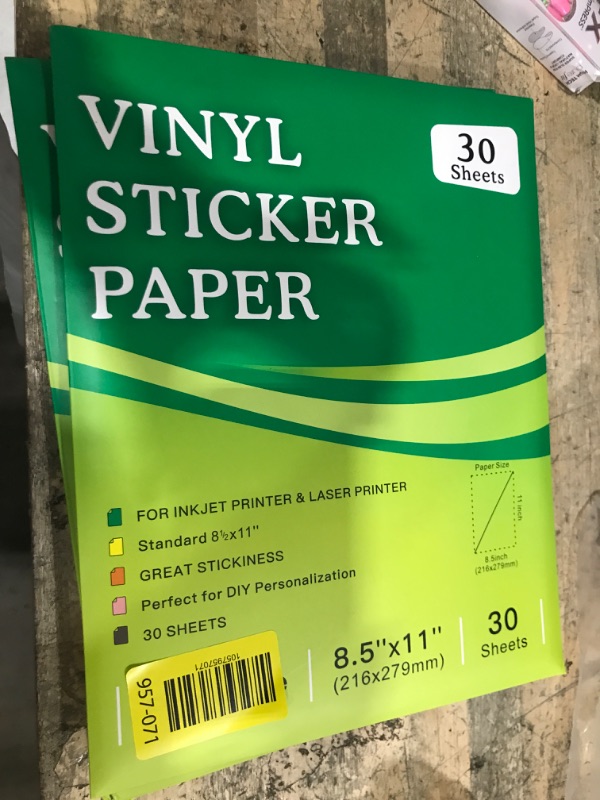 VINYL
STICKER
PAPER
30
Sheets
FOR INKJET PRINTER & LASER PRINTER
Standard 8½x11"
GREAT STICKINESS
Perfect for DIY Personalization
30 SHEETS
Paper Size
11 inch
8.5inch
(216x279mm)
1057957071
957-071
8.5"x11"
(216x279mm)
30
Sheets